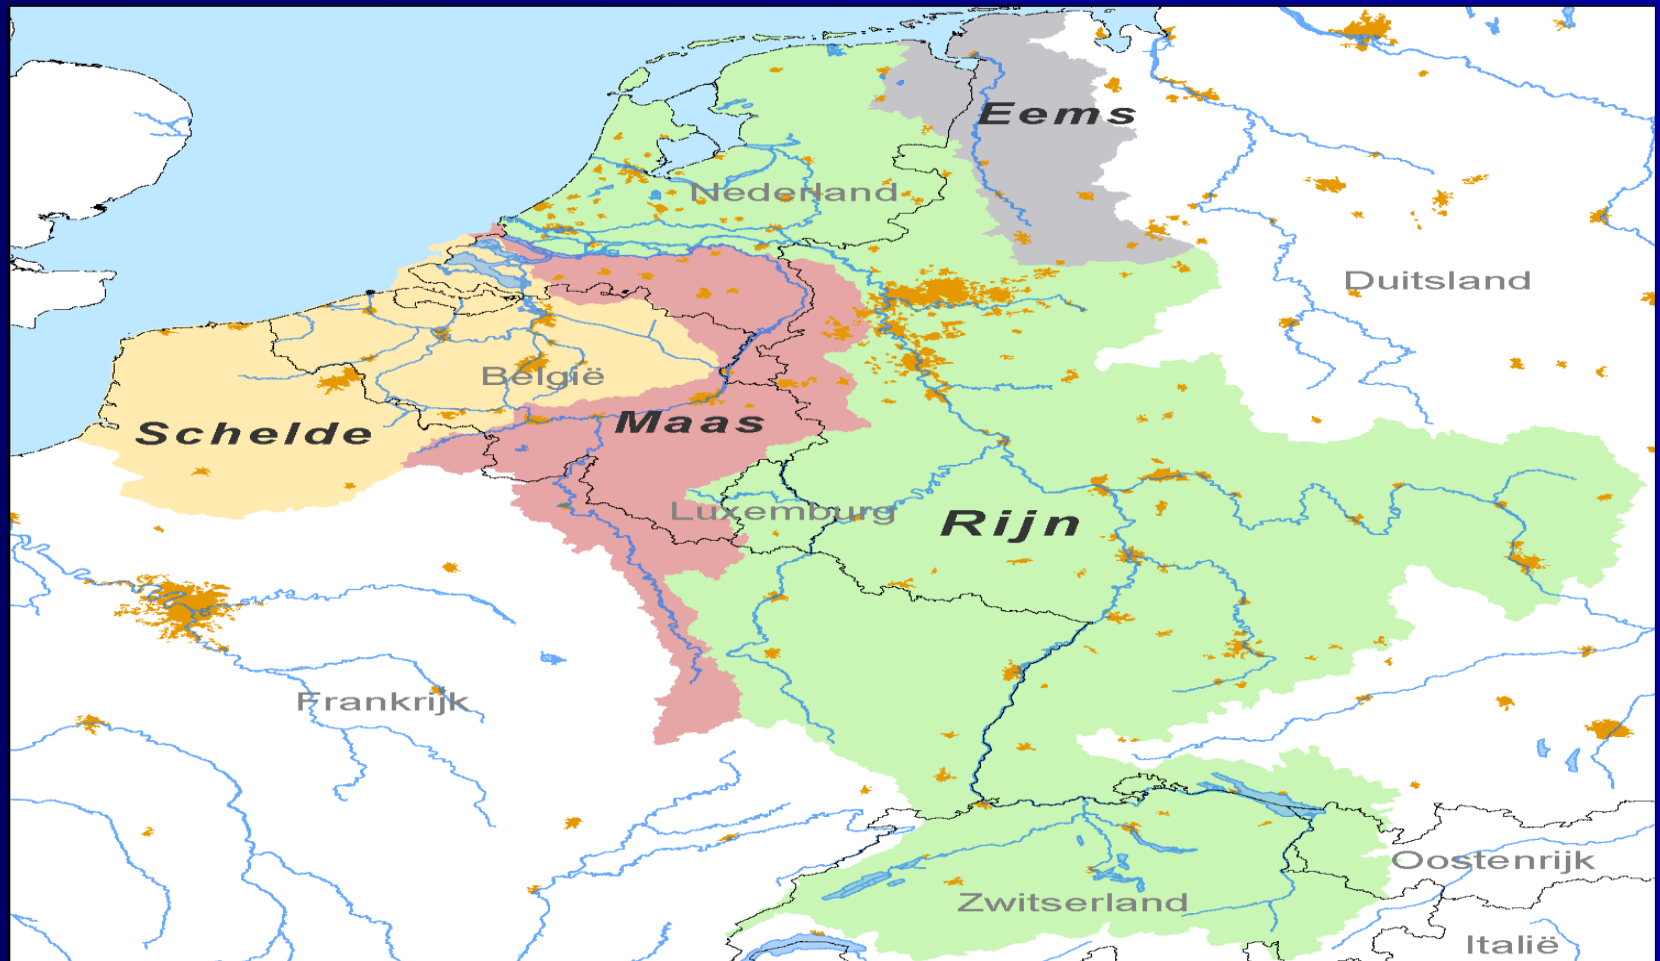 Eems
Nederland
Duitsland
België
Schelde
Maas
Luxemburg
Rijn
Frankrijk
Oostenrijk
Zwitserland
Italië